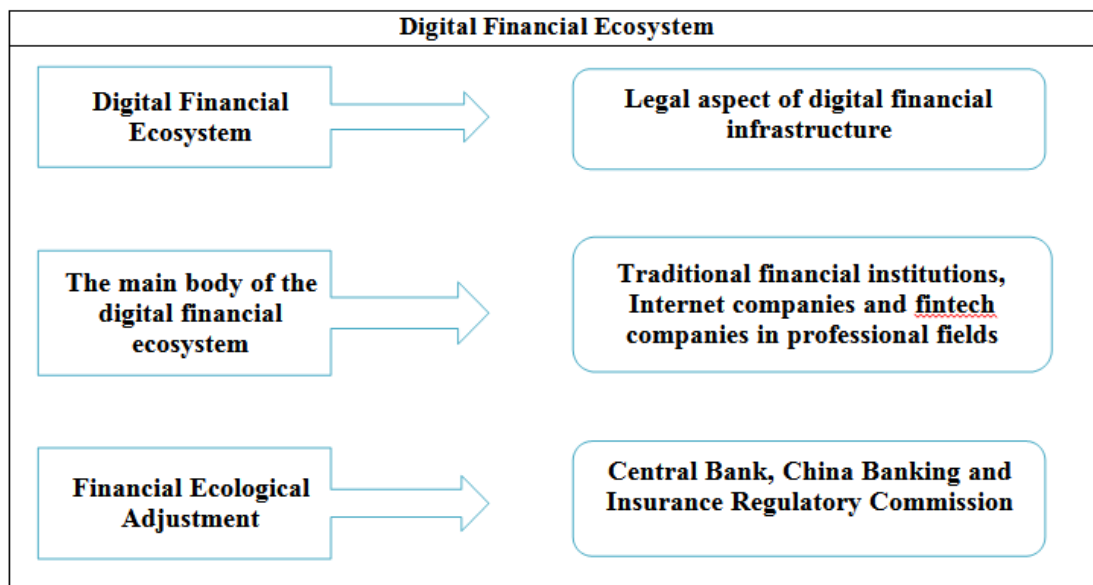 Digital Financial Ecosystem
Digital Financial
Ecosystem
Legal aspect of digital financial
infrastructure
The main body of the
digital financial
ecosystem
Traditional financial institutions,
Internet companies and fintech
companies in professional fields
Financial Ecological
Adjustment
Central Bank, China Banking and
Insurance Regulatory Commission